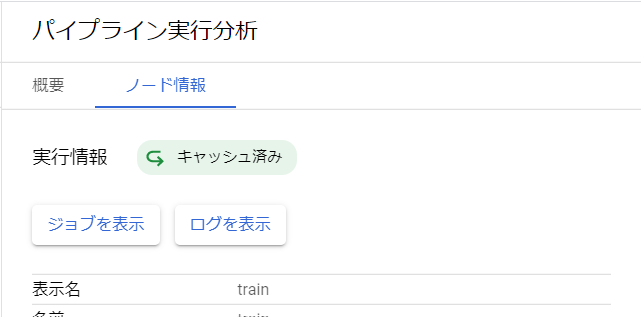 パイプライン実行分析
概要 ノード情報
実行情報 キャッシュ済み
ジョブを表示 ログを表示
表示名 train